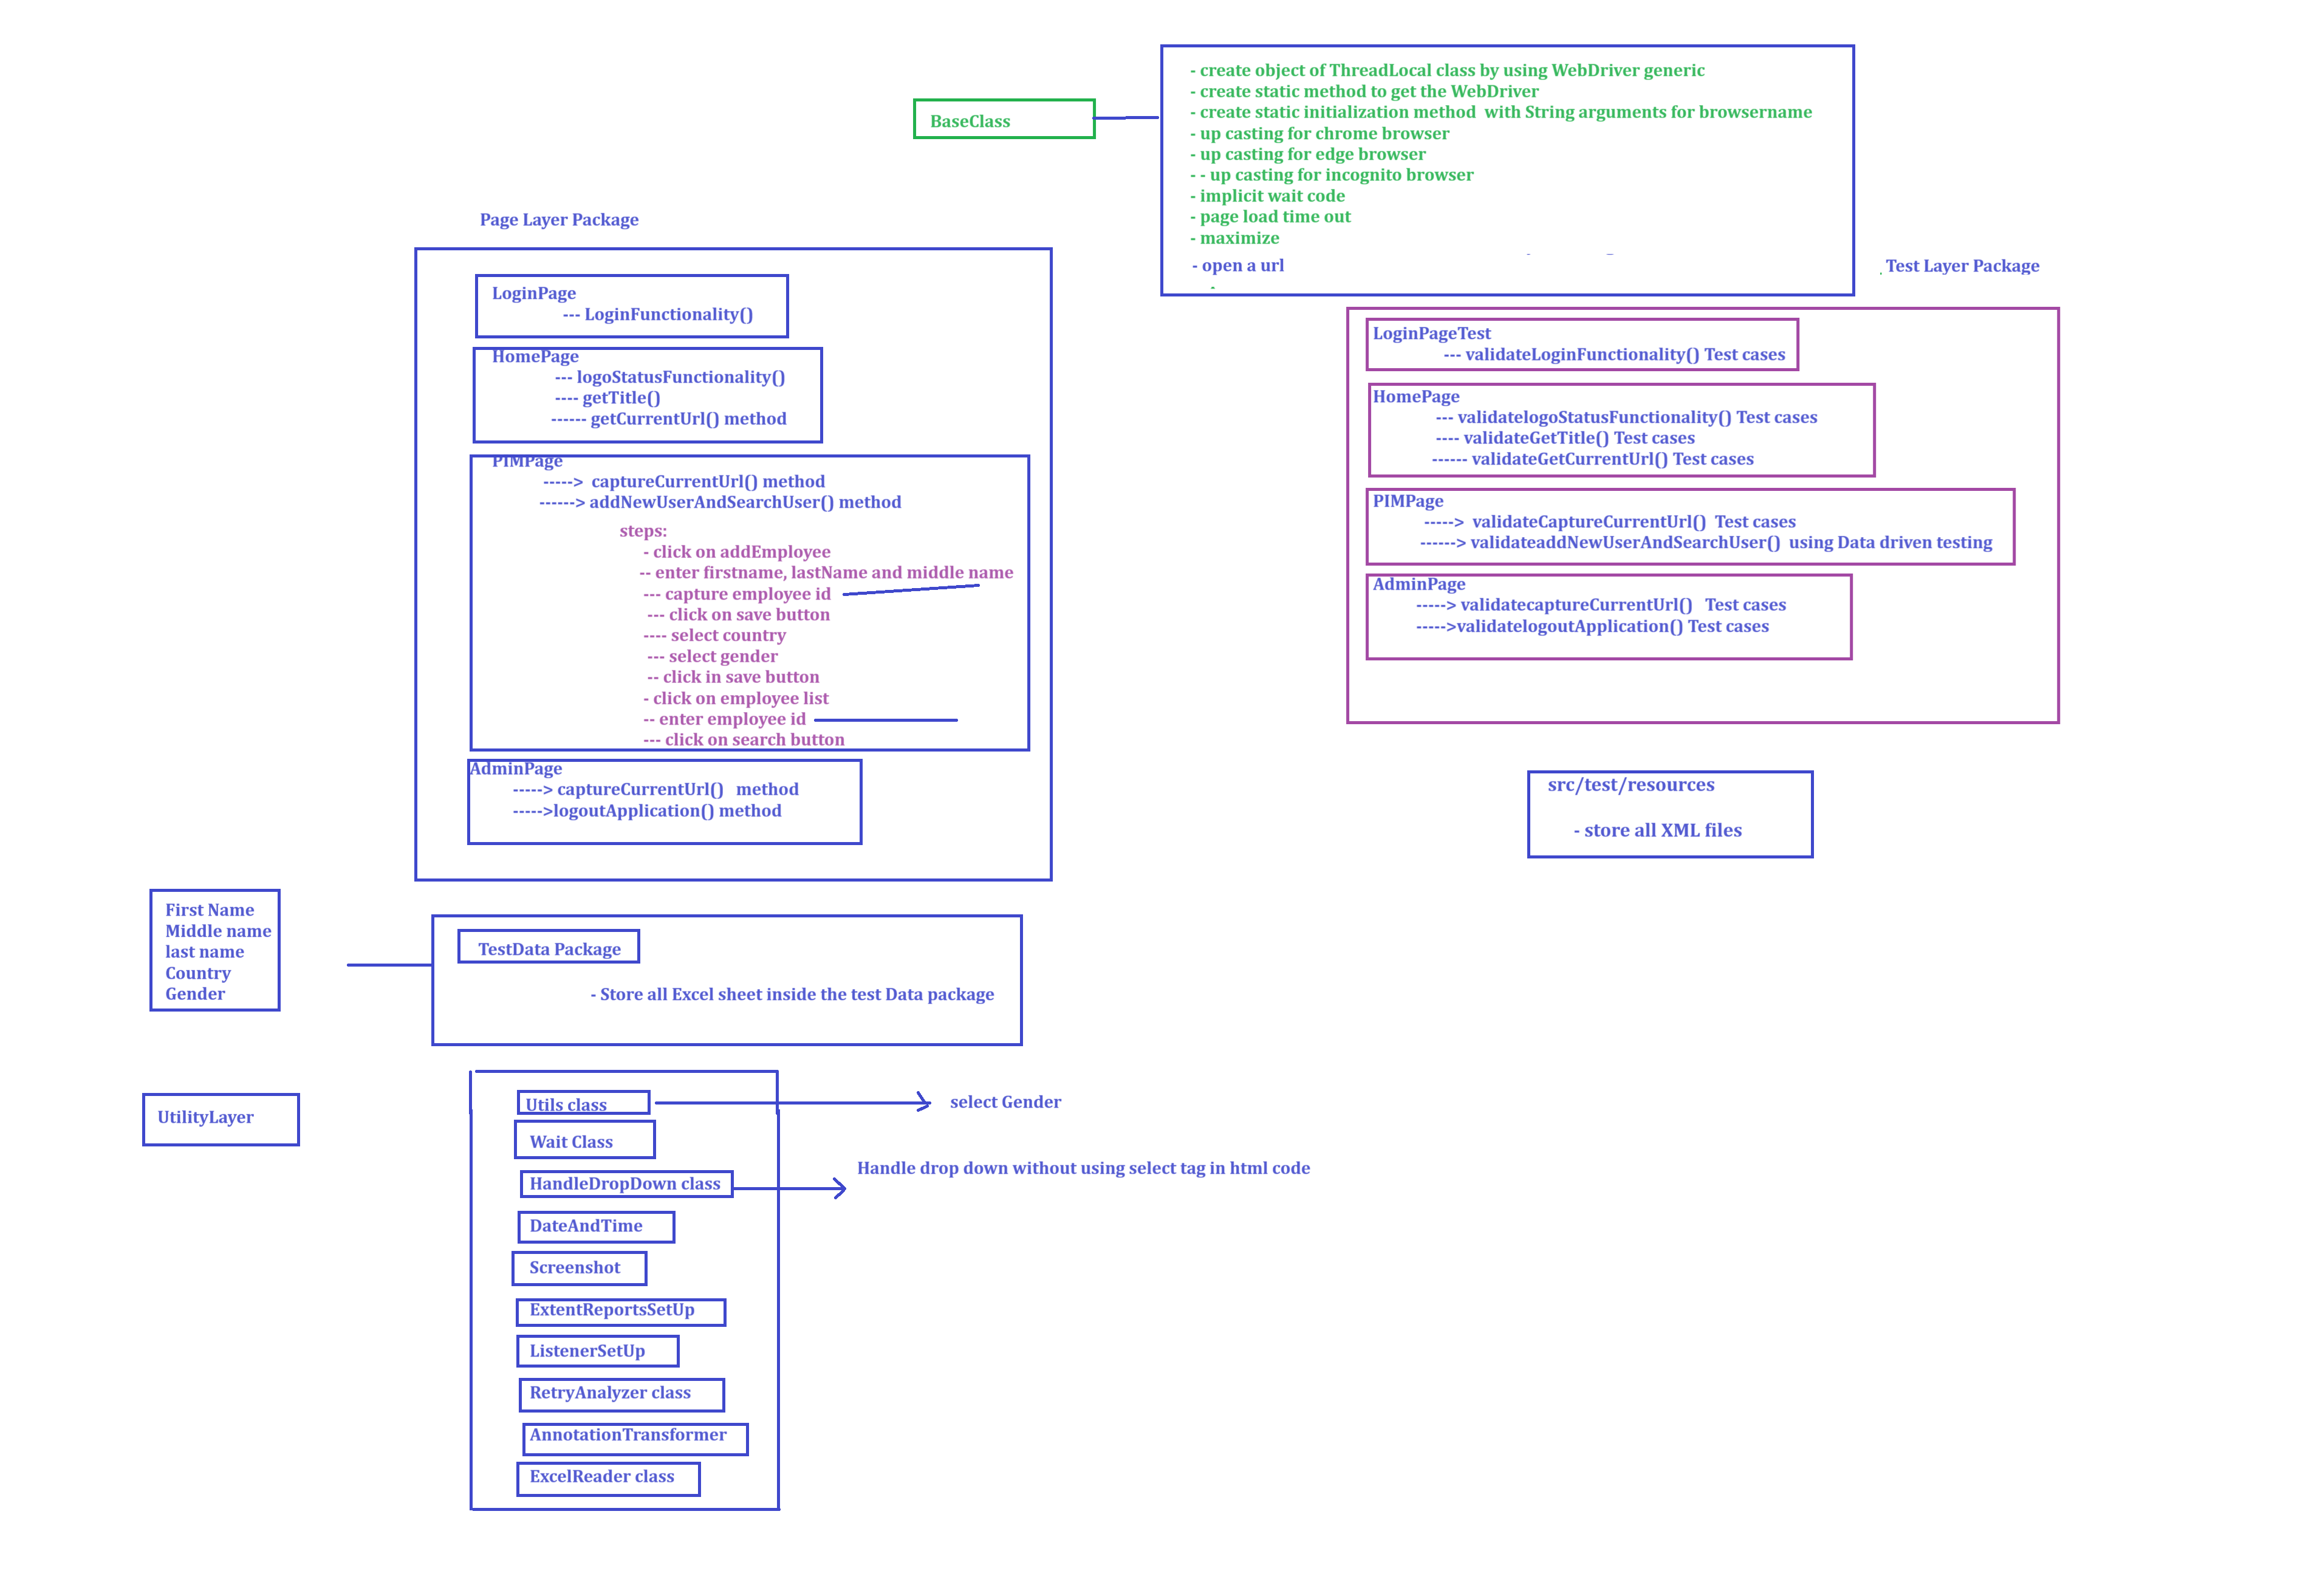 BaseClass
- create object of ThreadLocal class by using WebDriver generic
- create static method to get the WebDriver
- create static initialization method  with String arguments for browsername
- up casting for chrome browser
- up casting for edge browser
- - up casting for incognito browser
- implicit wait code
- page load time out
- maximize
- open a url
-
Page Layer Package
LoginPage
--- LoginFunctionality()
HomePage
--- logoStatusFunctionality()
---- getTitle()
------ getCurrentUrl() method
PIMPage
-----> captureCurrentUrl() method
------> addNewUserAndSearchUser() method
steps:
- click on addEmployee
-- enter firstname, lastName and middle name
--- capture employee id
--- click on save button
---- select country
--- select gender
-- click in save button
- click on employee list
-- enter employee id
--- click on search button
AdminPage
-----> captureCurrentUrl()   method
----->logoutApplication() method
Test Layer Package
LoginPageTest
--- validateLoginFunctionality() Test cases
HomePage
--- validatelogoStatusFunctionality() Test cases
---- validateGetTitle() Test cases
------ validateGetCurrentUrl() Test cases
PIMPage
-----> validateCaptureCurrentUrl()  Test cases
------> validateaddNewUserAndSearchUser()  using Data driven testing
AdminPage
-----> validatecaptureCurrentUrl()   Test cases
----->validatelogoutApplication() Test cases
src/test/resources
- store all XML files
First Name
Middle name
last name
Country
Gender
TestData Package
- Store all Excel sheet inside the test Data package
UtilityLayer
Utils class
select Gender
Wait Class
HandleDropDown class
Handle drop down without using select tag in html code
DateAndTime
Screenshot
ExtentReportsSetUp
ListenerSetUp
RetryAnalyzer class
AnnotationTransformer
ExcelReader class